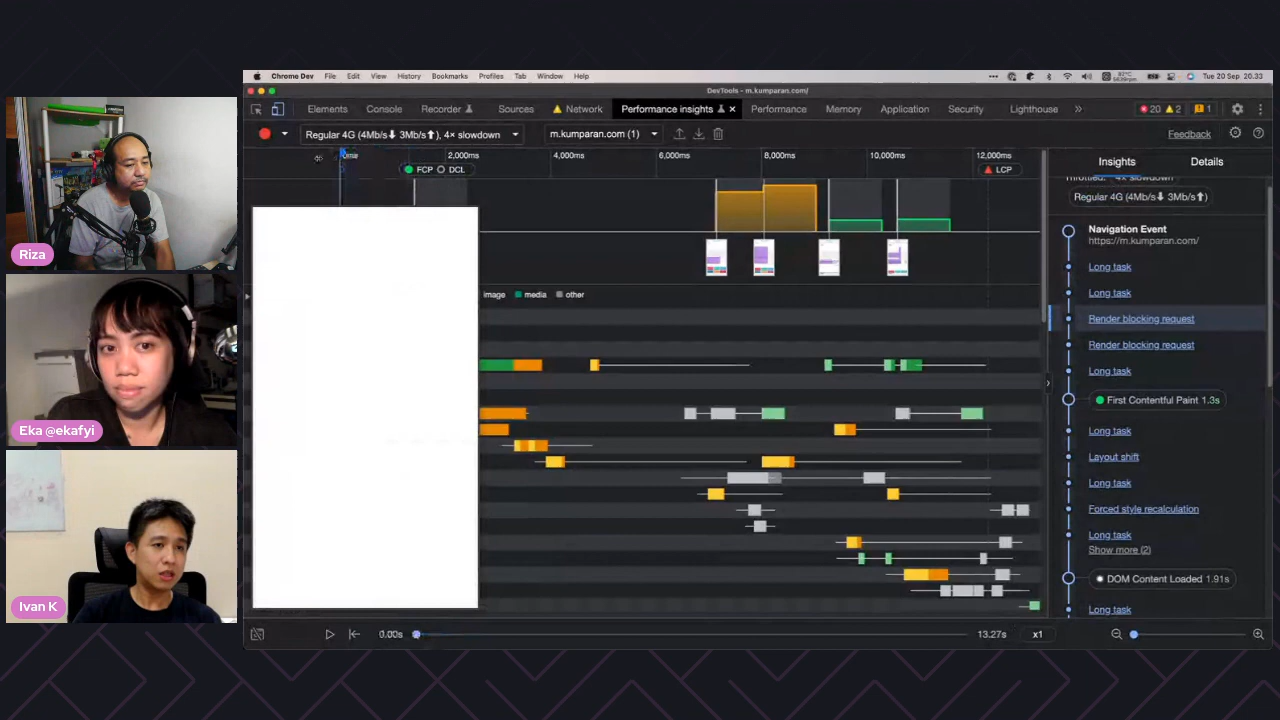 Riza
Eka @ekafyi
Ivan K
Chrome Dev File Edit View History Bookmarks Profiles Tab Window Help
Tue 20 Sep 20.33
DevTools - m.kumparan.com/
Elements Console Recorder Sources Network Performance insights Performance Memory Application Security Lighthouse
20 2 1
Regular 4G (4Mb/s 3Mb/s), 4× slowdown
m.kumparan.com (1)
Feedback
0ms 2,000ms 4,000ms 6,000ms 8,000ms 10,000ms 12,000ms
FCP DCL LCP
image media other
0.00s
13.27s
x1
Insights Details
Throttled: 4× slowdown
Regular 4G (4Mb/s 3Mb/s)
Navigation Event
https://m.kumparan.com/
Long task
Long task
Render blocking request
Render blocking request
Long task
First Contentful Paint 1.3s
Long task
Layout shift
Long task
Forced style recalculation
Long task
Show more (2)
DOM Content Loaded 1.91s
Long task